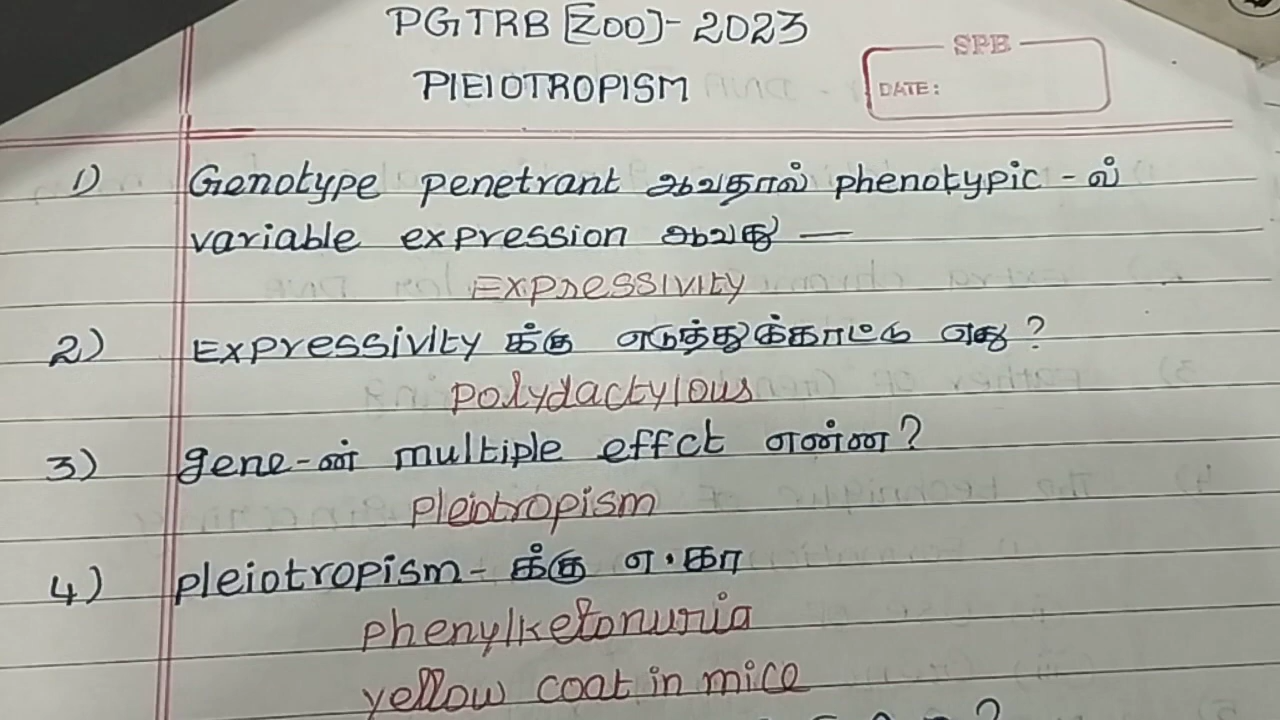 PGTRB [ZOO]- 2023
PIEIOTROPISM
SPB
DATE:
1) Genotype penetrant ஆவதால் phenotypic - ல்
variable expression ஆவது —
Expressivity
2) Expressivity க்கு எடுத்துக்காட்டு எது?
polydactylous
3) gene-ன் multiple effct என்ன?
Pleiotropism
4) pleiotropism- க்கு எ.கா
phenylketonuria
yellow coat in mice